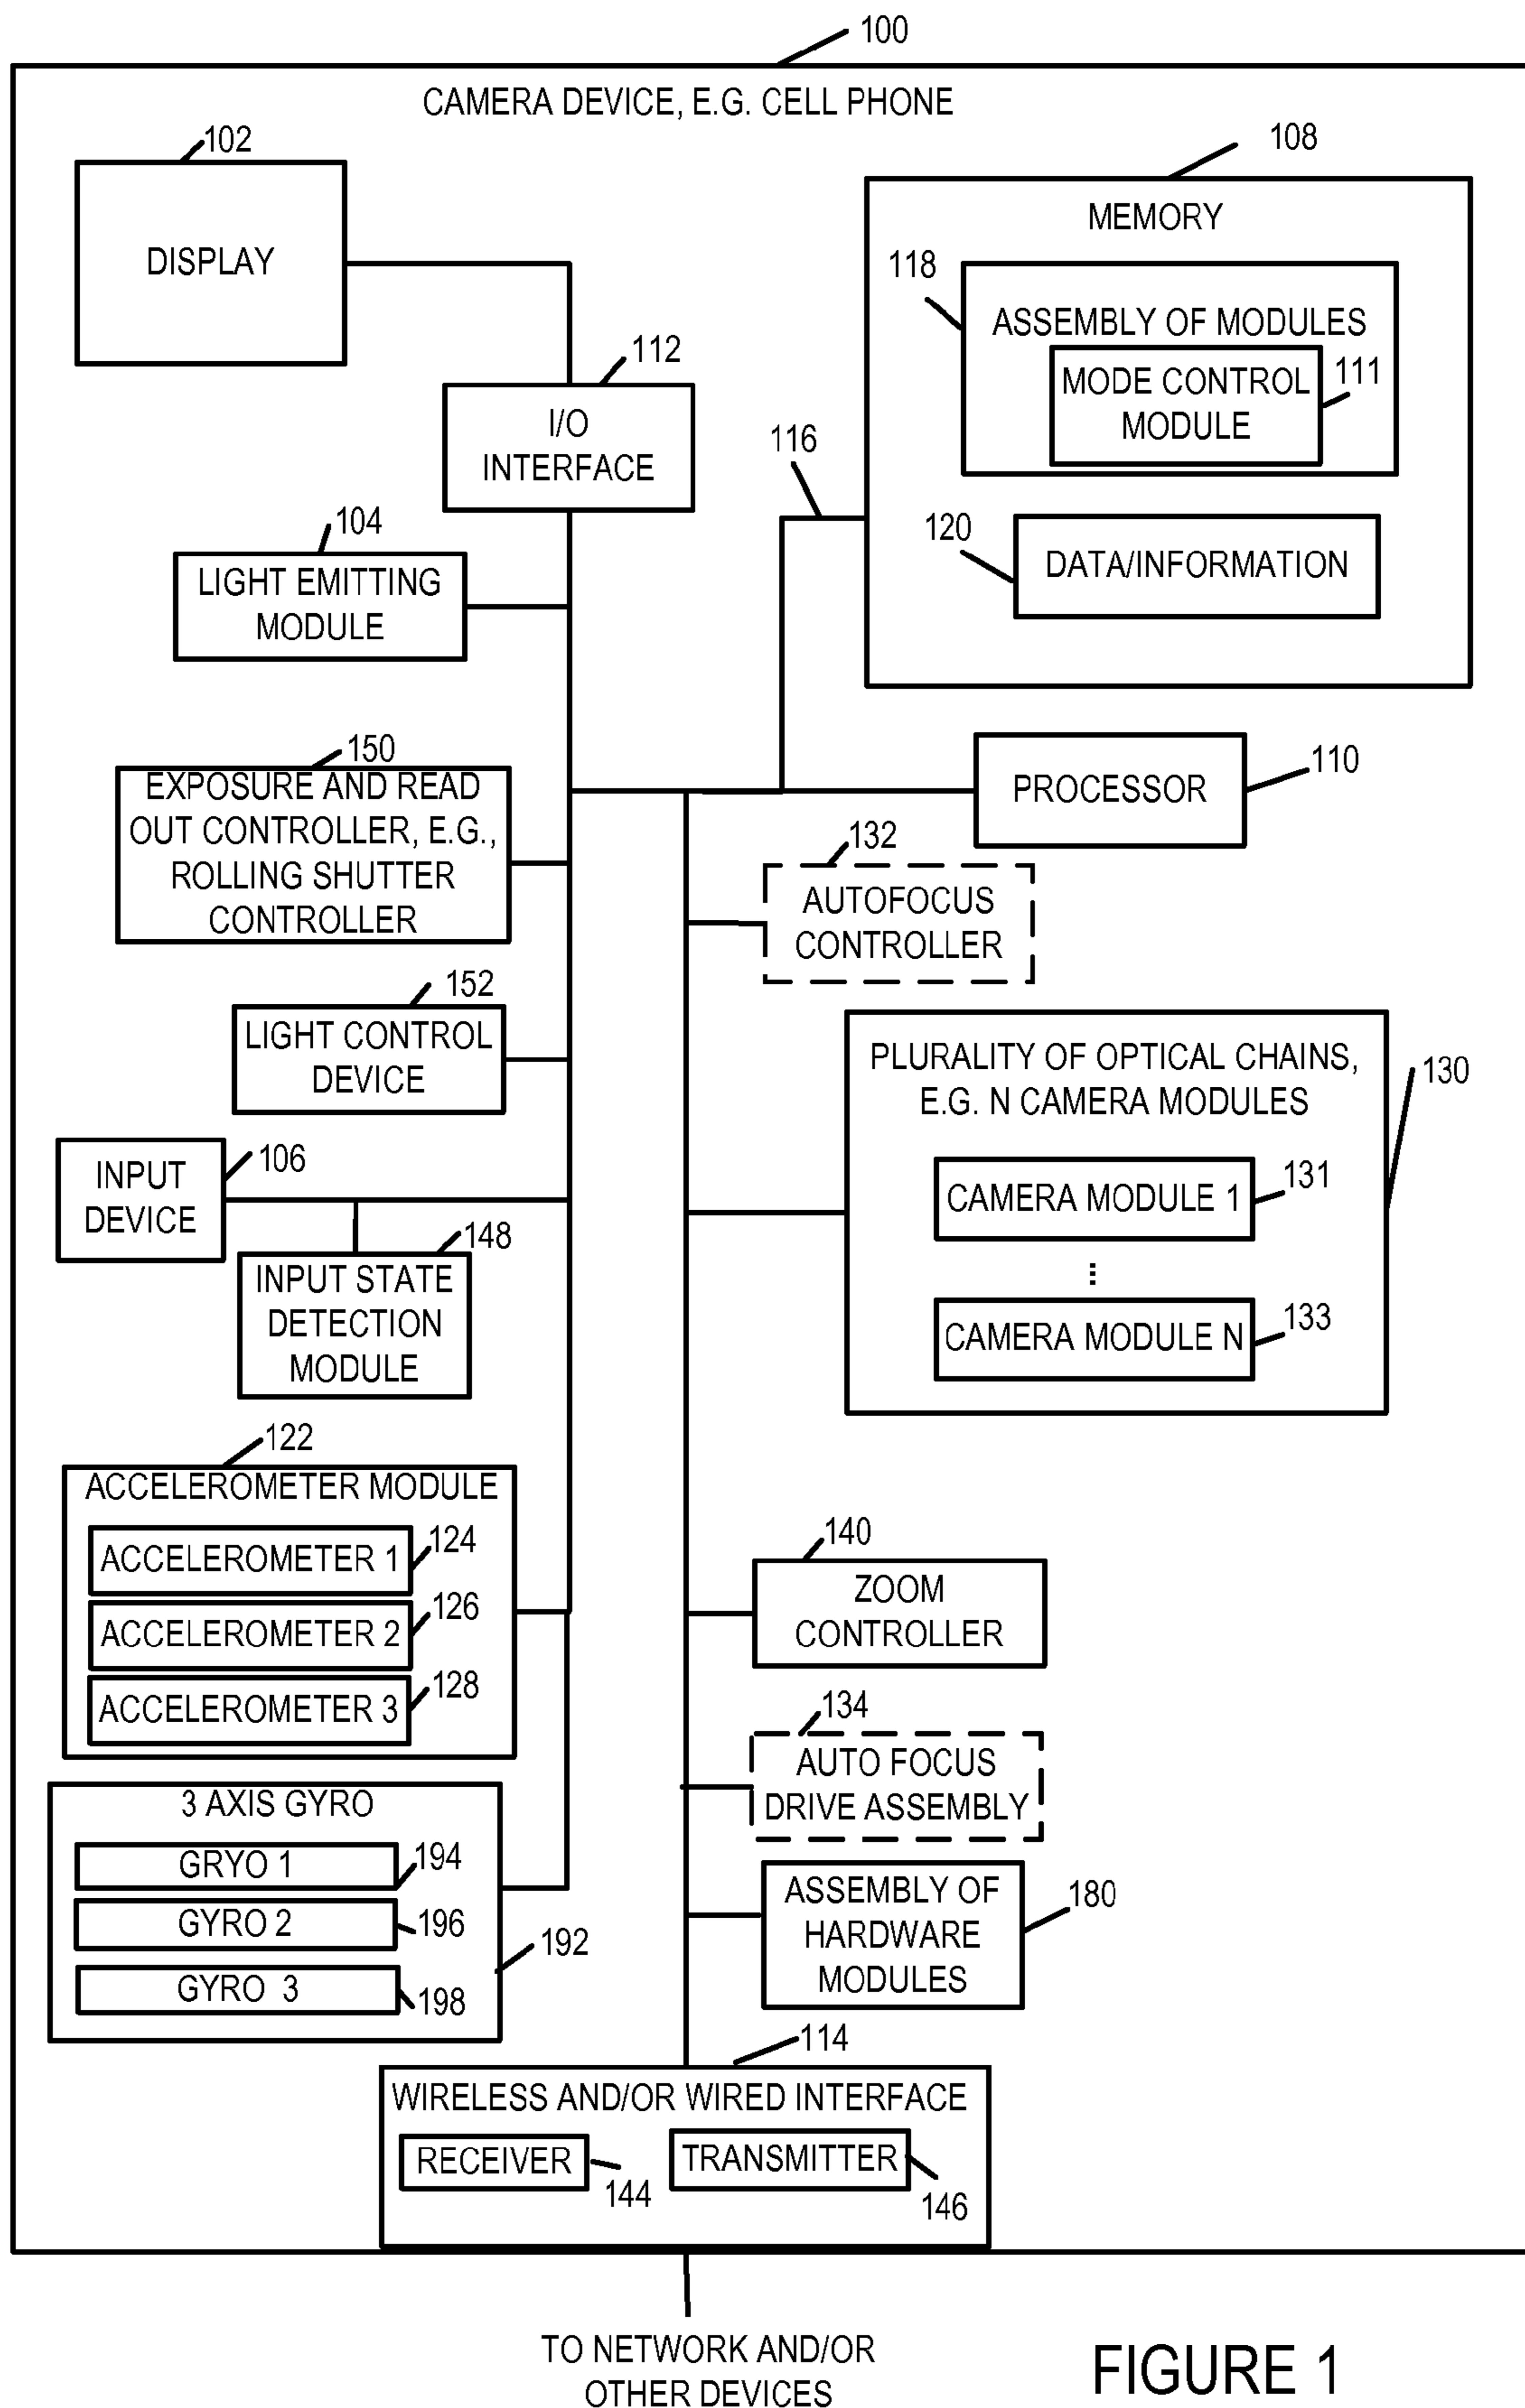 100
CAMERA DEVICE, E.G. CELL PHONE
102
DISPLAY
108
MEMORY
118
ASSEMBLY OF MODULES
MODE CONTROL
MODULE
111
120
DATA/INFORMATION
112
I/O
INTERFACE
116
104
LIGHT EMITTING
MODULE
150
EXPOSURE AND READ
OUT CONTROLLER, E.G.,
ROLLING SHUTTER
CONTROLLER
PROCESSOR
110
132
AUTOFOCUS
CONTROLLER
152
LIGHT CONTROL
DEVICE
PLURALITY OF OPTICAL CHAINS,
E.G. N CAMERA MODULES
130
CAMERA MODULE 1
131
...
CAMERA MODULE N
133
INPUT
DEVICE
106
148
INPUT STATE
DETECTION
MODULE
122
ACCELEROMETER MODULE
ACCELEROMETER 1
124
ACCELEROMETER 2
126
ACCELEROMETER 3
128
140
ZOOM
CONTROLLER
134
AUTO FOCUS
DRIVE ASSEMBLY
3 AXIS GYRO
GRYO 1
194
GYRO 2
196
GYRO 3
198
192
ASSEMBLY OF
HARDWARE
MODULES
180
114
WIRELESS AND/OR WIRED INTERFACE
RECEIVER
144
TRANSMITTER
146
TO NETWORK AND/OR
OTHER DEVICES
FIGURE 1